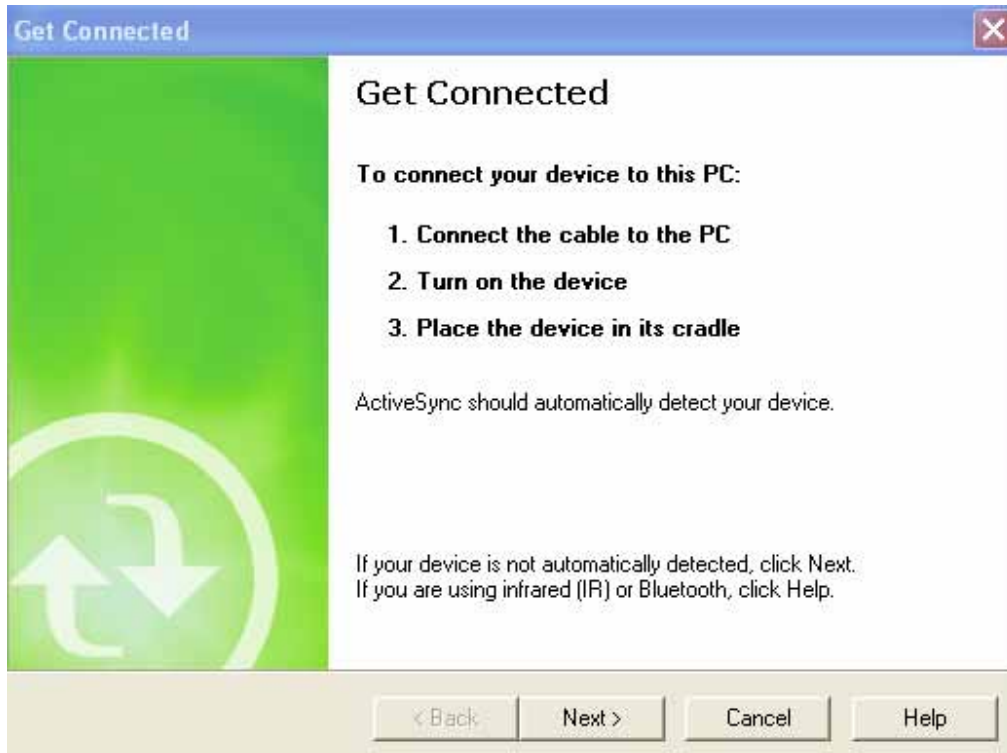 Get Connected
Get Connected
To connect your device to this PC:
1. Connect the cable to the PC
2. Turn on the device
3. Place the device in its cradle
ActiveSync should automatically detect your device.
If your device is not automatically detected, click Next.
If you are using infrared (IR) or Bluetooth, click Help.
< Back Next > Cancel Help